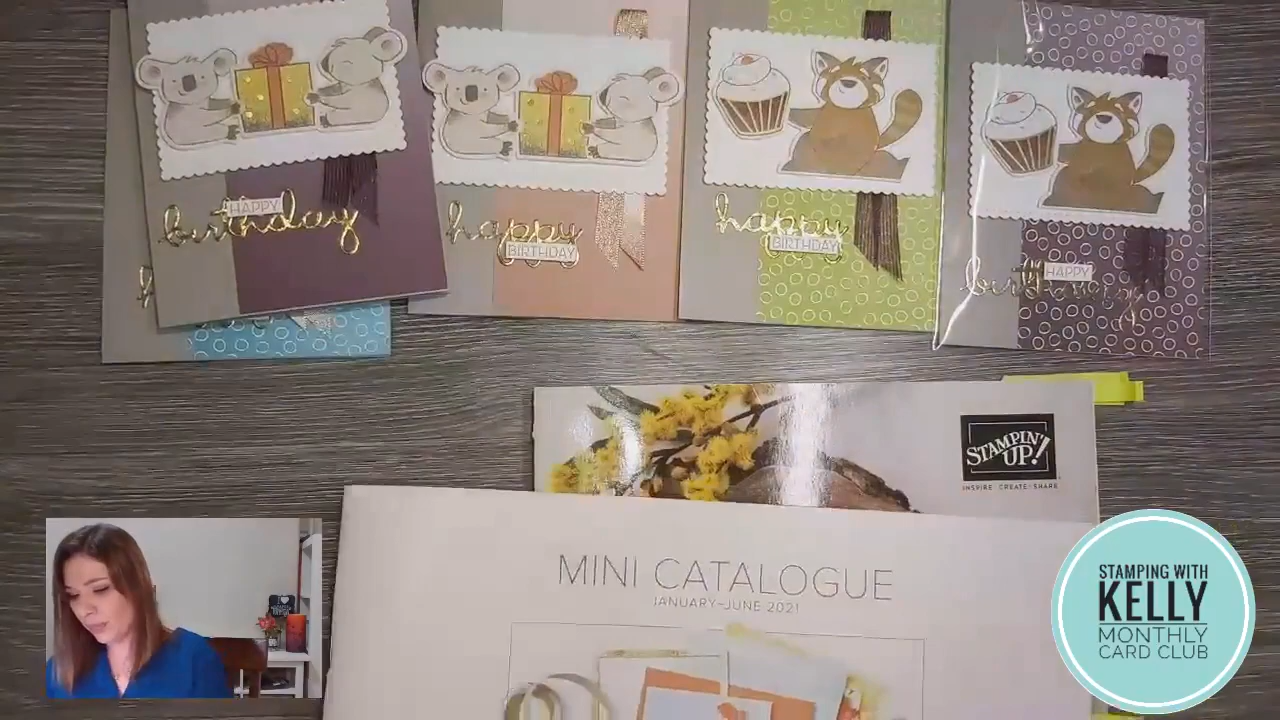 HAPPY
birthday
happy
BIRTHDAY
happy
BIRTHDAY
HAPPY
birthday
STAMPIN' UP!
INSPIRE · CREATE · SHARE
MINI CATALOGUE
JANUARY–JUNE 2021
STAMPING WITH
KELLY
MONTHLY
CARD CLUB